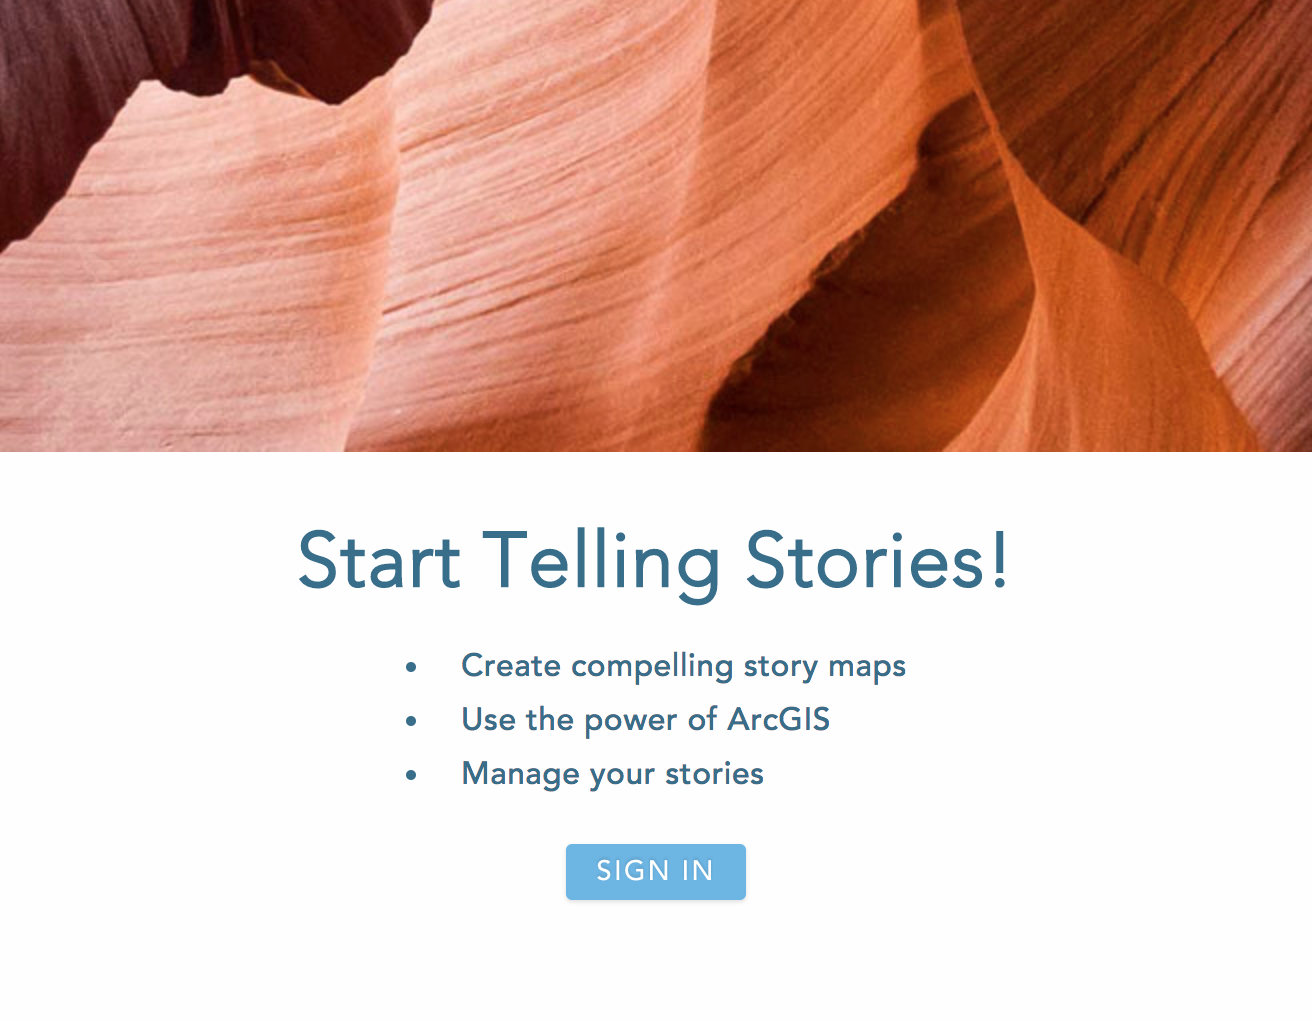 Start Telling Stories!
• Create compelling story maps
• Use the power of ArcGIS
• Manage your stories
SIGN IN